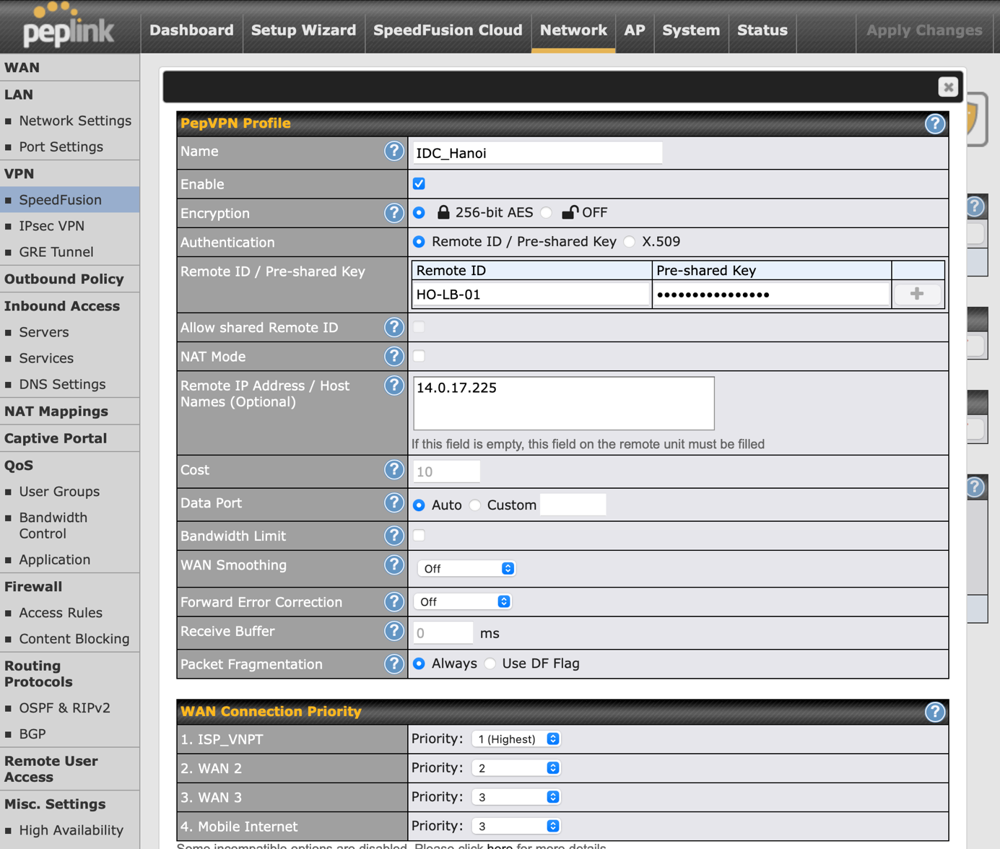 peplink
Dashboard
Setup Wizard
SpeedFusion Cloud
Network
AP
System
Status
Apply Changes
WAN
LAN
Network Settings
Port Settings
VPN
SpeedFusion
IPsec VPN
GRE Tunnel
Outbound Policy
Inbound Access
Servers
Services
DNS Settings
NAT Mappings
Captive Portal
QoS
User Groups
Bandwidth
Control
Application
Firewall
Access Rules
Content Blocking
Routing
Protocols
OSPF & RIPv2
BGP
Remote User
Access
Misc. Settings
High Availability
PepVPN Profile
Name IDC_Hanoi
Enable
Encryption 256-bit AES OFF
Authentication Remote ID / Pre-shared Key X.509
Remote ID / Pre-shared Key
Remote ID Pre-shared Key
HO-LB-01 ••••••••••••••••
Allow shared Remote ID
NAT Mode
Remote IP Address / Host
Names (Optional)
14.0.17.225
If this field is empty, this field on the remote unit must be filled
Cost 10
Data Port Auto Custom
Bandwidth Limit
WAN Smoothing Off
Forward Error Correction Off
Receive Buffer 0 ms
Packet Fragmentation Always Use DF Flag
WAN Connection Priority
1. ISP_VNPT Priority: 1 (Highest)
2. WAN 2 Priority: 2
3. WAN 3 Priority: 3
4. Mobile Internet Priority: 3
Some incompatible options are disabled. Please click here for more details.